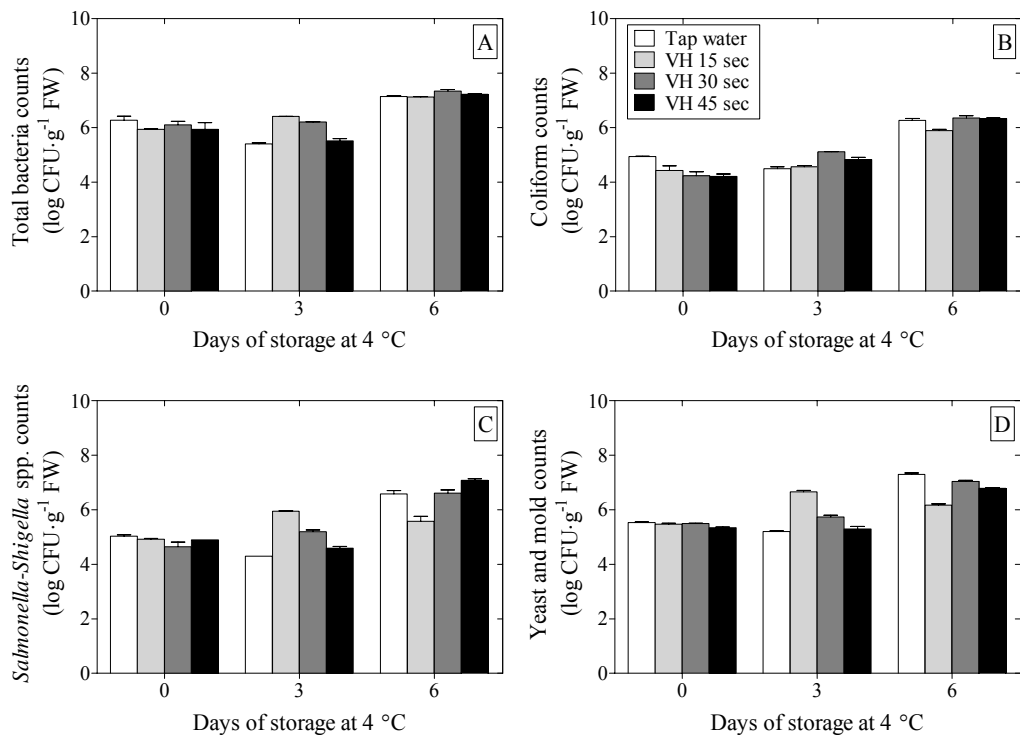 10
8
6
4
2
0
Total bacteria counts
(log CFU·g⁻¹ FW)
A
0 3 6
Days of storage at 4 °C
10
8
6
4
2
0
Coliform counts
(log CFU·g⁻¹ FW)
B
Tap water
VH 15 sec
VH 30 sec
VH 45 sec
0 3 6
Days of storage at 4 °C
10
8
6
4
2
0
Salmonella-Shigella spp. counts
(log CFU·g⁻¹ FW)
C
0 3 6
Days of storage at 4 °C
10
8
6
4
2
0
Yeast and mold counts
(log CFU·g⁻¹ FW)
D
0 3 6
Days of storage at 4 °C